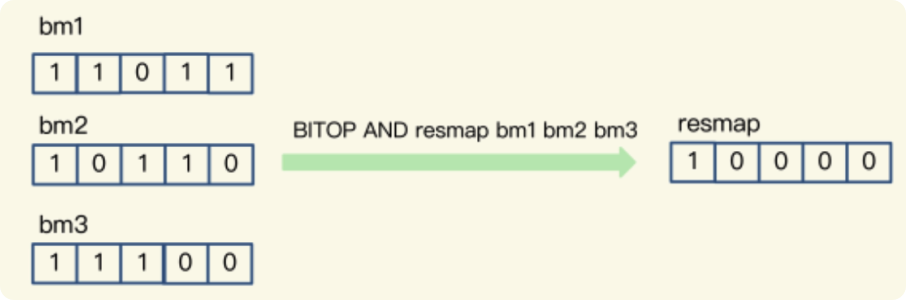 bm1
1 1 0 1 1
bm2
1 0 1 1 0
bm3
1 1 1 0 0
BITOP AND resmap bm1 bm2 bm3
resmap
1 0 0 0 0